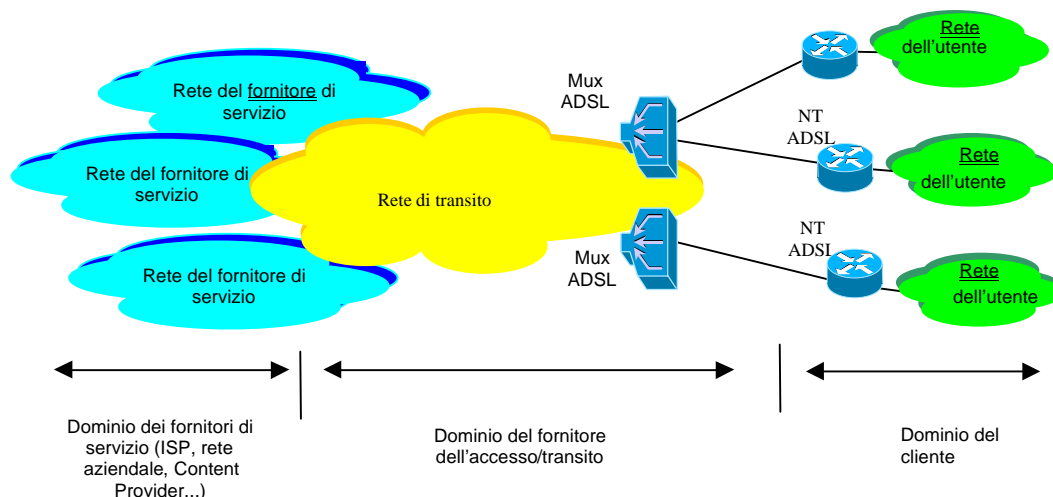 Rete del fornitore di
servizio
Rete del fornitore di
servizio
Rete del fornitore di
servizio
Rete di transito
Mux
ADSL
Mux
ADSL
NT
ADSL
NT
ADSL
Rete
dell'utente
Rete
dell'utente
Rete
dell'utente
Dominio dei fornitori di
servizio (ISP, rete
aziendale, Content
Provider...)
Dominio del fornitore
dell'accesso/transito
Dominio del
cliente